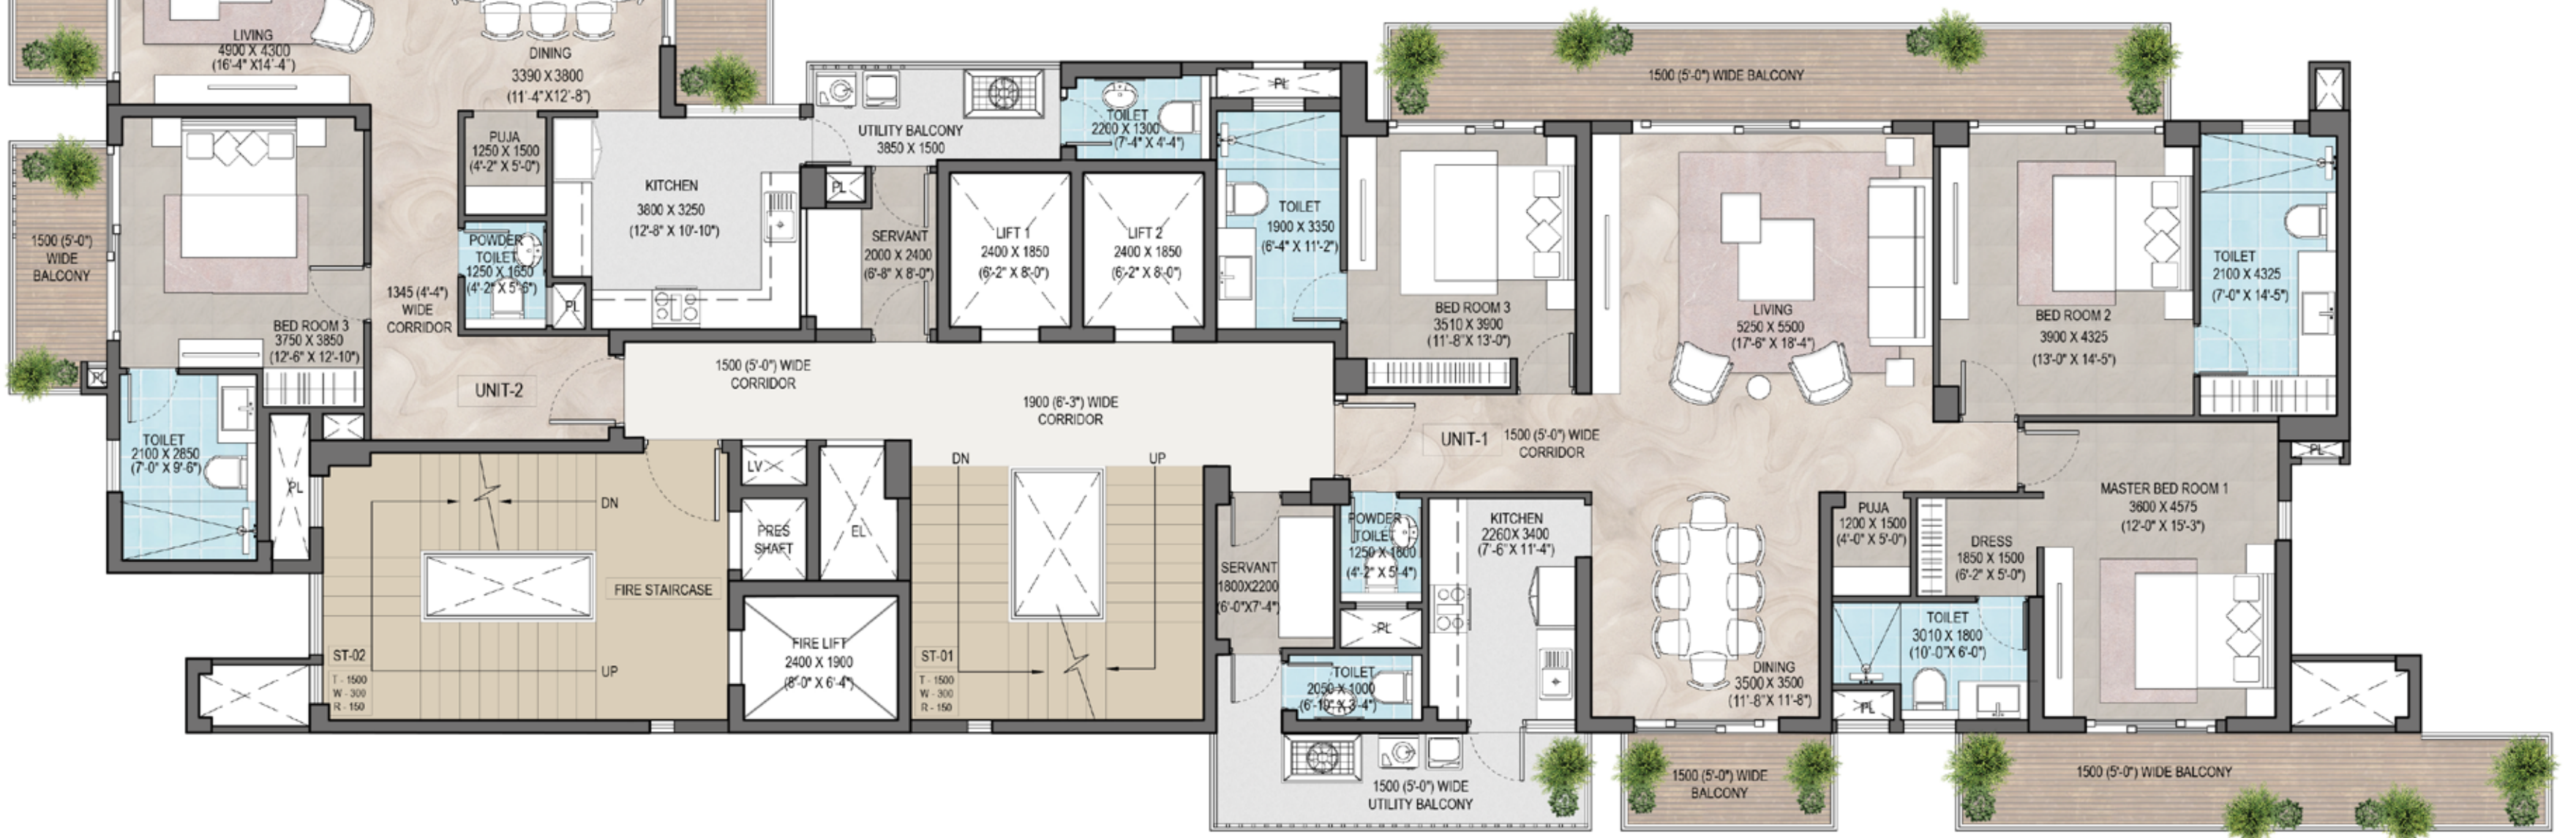 LIVING
4900 X 4300
(16'-4" X14'-4")
DINING
3390 X 3800
(11'-4"X12'-8")
1500 (5'-0")
WIDE
BALCONY
BED ROOM 3
3750 X 3850
(12'-6" X 12'-10")
PL
TOILET
2100 X 2850
(7'-0" X 9'-6")
PL
1345 (4'-4")
WIDE
CORRIDOR
PUJA
1250 X 1500
(4'-2" X 5'-0")
POWDER
TOILET
1250 X 1650
(4'-2" X 5'-6")
PL
KITCHEN
3800 X 3250
(12'-8" X 10'-10")
UTILITY BALCONY
3850 X 1500
PL
SERVANT
2000 X 2400
(6'-8" X 8'-0")
TOILET
2200 X 1300
(7'-4" X 4'-4")
LIFT 1
2400 X 1850
(6'-2" X 8'-0")
LIFT 2
2400 X 1850
(6'-2" X 8'-0")
PL
TOILET
1900 X 3350
(6'-4" X 11'-2")
UNIT-2
1500 (5'-0") WIDE
CORRIDOR
1900 (6'-3") WIDE
CORRIDOR
DN
FIRE STAIRCASE
UP
ST-02
T - 1500
W - 300
R - 150
LV
PRES
SHAFT
EL
FIRE LIFT
2400 X 1900
(8'-0" X 6'-4")
DN
UP
ST-01
T - 1500
W - 300
R - 150
1500 (5'-0") WIDE BALCONY
BED ROOM 3
3510 X 3900
(11'-8"X 13'-0")
LIVING
5250 X 5500
(17'-6" X 18'-4")
BED ROOM 2
3900 X 4325
(13'-0" X 14'-5")
TOILET
2100 X 4325
(7'-0" X 14'-5")
PL
UNIT-1
1500 (5'-0") WIDE
CORRIDOR
SERVANT
1800X2200
(6'-0"X7'-4")
POWDER
TOILET
1250 X 1600
(4'-2" X 5'-4")
PL
TOILET
2050 X 1000
(6'-10" X 3'-4")
KITCHEN
2260X 3400
(7'-6"X 11'-4")
DINING
3500 X 3500
(11'-8"X 11'-8")
PUJA
1200 X 1500
(4'-0" X 5'-0")
DRESS
1850 X 1500
(6'-2" X 5'-0")
MASTER BED ROOM 1
3600 X 4575
(12'-0" X 15'-3")
TOILET
3010 X 1800
(10'-0"X 6'-0")
PL
1500 (5'-0") WIDE
UTILITY BALCONY
1500 (5'-0") WIDE
BALCONY
1500 (5'-0") WIDE BALCONY